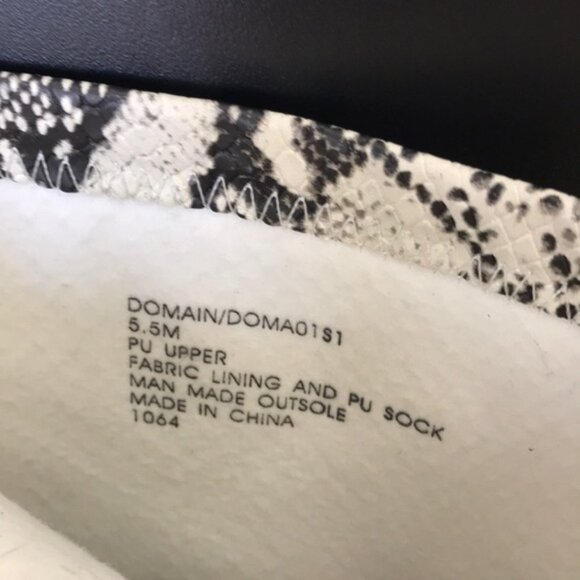 DOMAIN/DOMA01S1
5.5M
PU UPPER
FABRIC LINING AND PU SOCK
MAN MADE OUTSOLE
MADE IN CHINA
1064